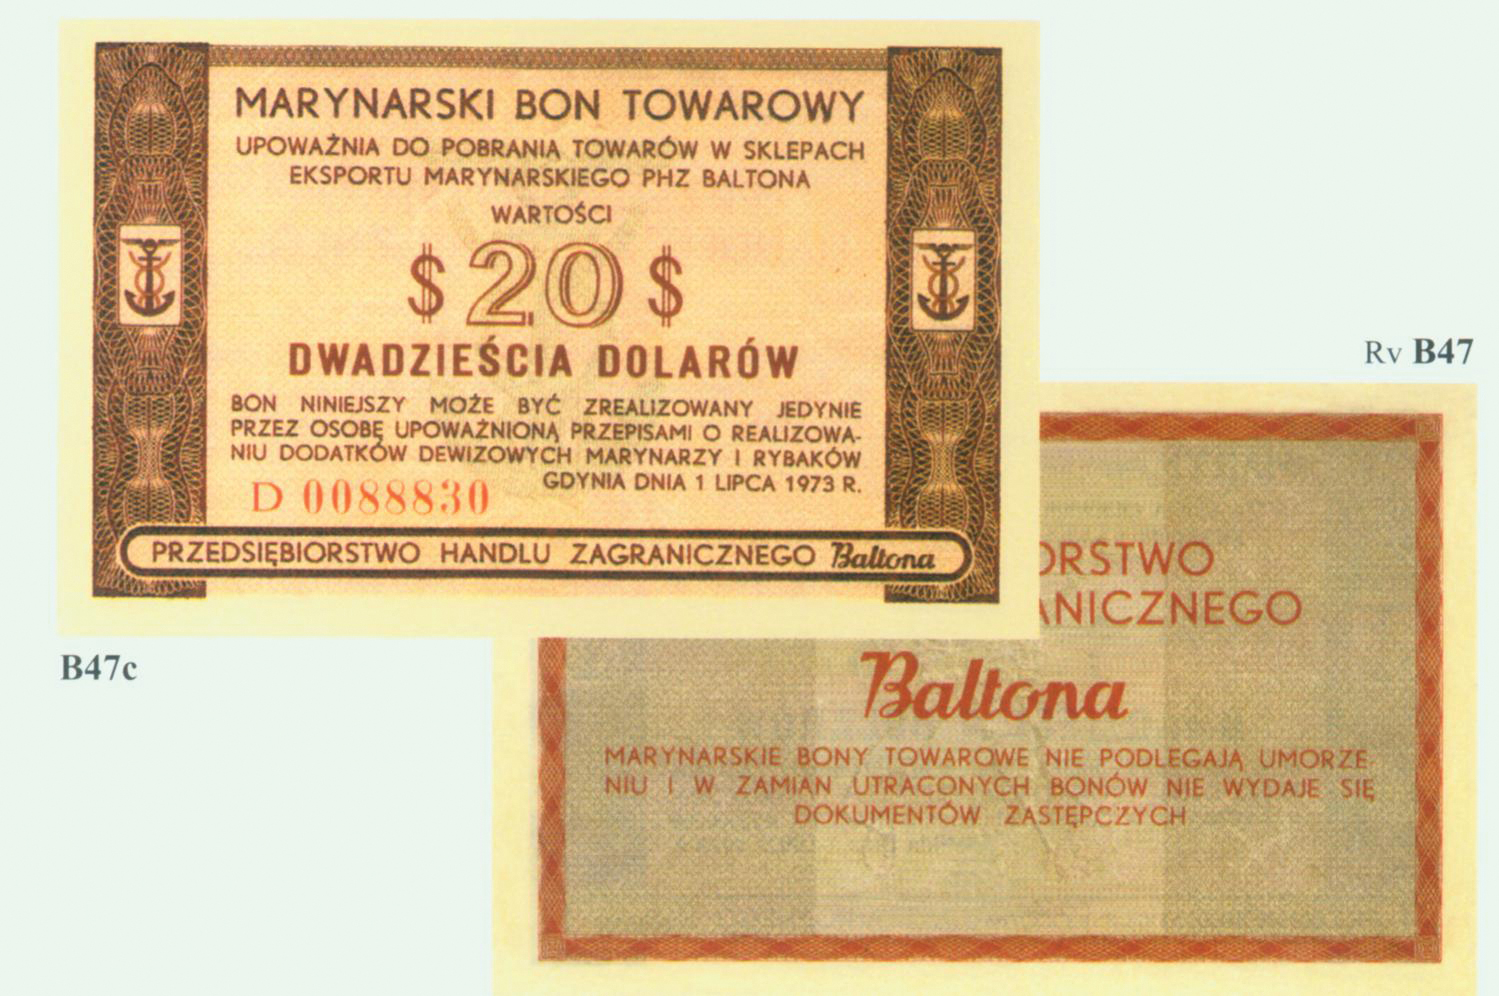 MARYNARSKI BON TOWAROWY
UPOWAŻNIA DO POBRANIA TOWARÓW W SKLEPACH
EKSPORTU MARYNARSKIEGO PHZ BALTONA
WARTOŚCI
$ 20 $
DWADZIEŚCIA DOLARÓW
BON NINIEJSZY MOŻE BYĆ ZREALIZOWANY JEDYNIE
PRZEZ OSOBĘ UPOWAŻNIONĄ PRZEPISAMI O REALIZOWA-
NIU DODATKÓW DEWIZOWYCH MARYNARZY I RYBAKÓW
GDYNIA DNIA 1 LIPCA 1973 R.
D 0088830
PRZEDSIĘBIORSTWO HANDLU ZAGRANICZNEGO Baltona
B47c
Rv B47
ORSTWO
ANICZNEGO
Baltona
MARYNARSKIE BONY TOWAROWE NIE PODLEGAJĄ UMORZE-
NIU I W ZAMIAN UTRACONYCH BONÓW NIE WYDAJE SIĘ
DOKUMENTÓW ZASTĘPCZYCH